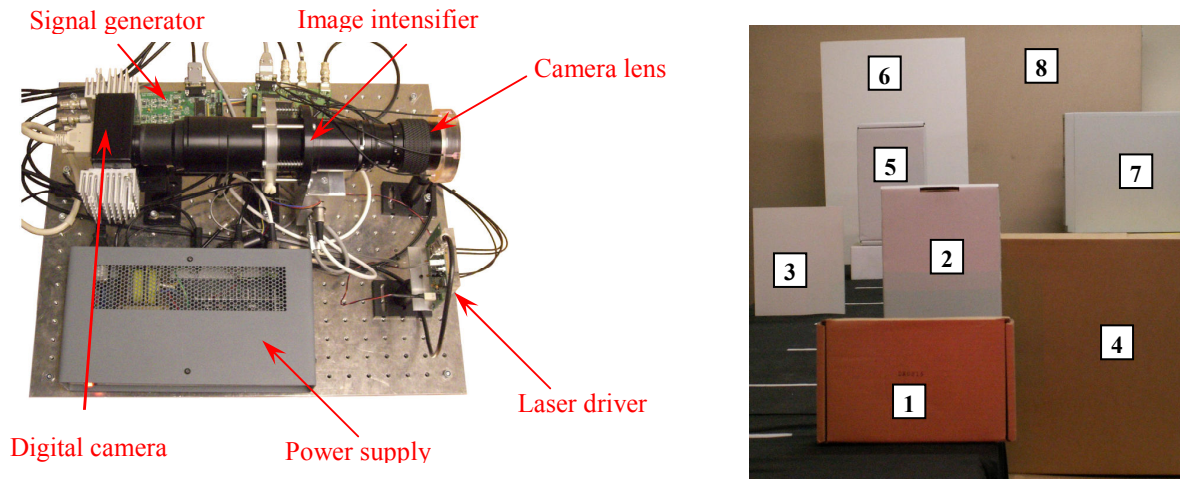 Signal generator
Image intensifier
Camera lens
Laser driver
Power supply
Digital camera
6
8
5
7
3
2
4
1